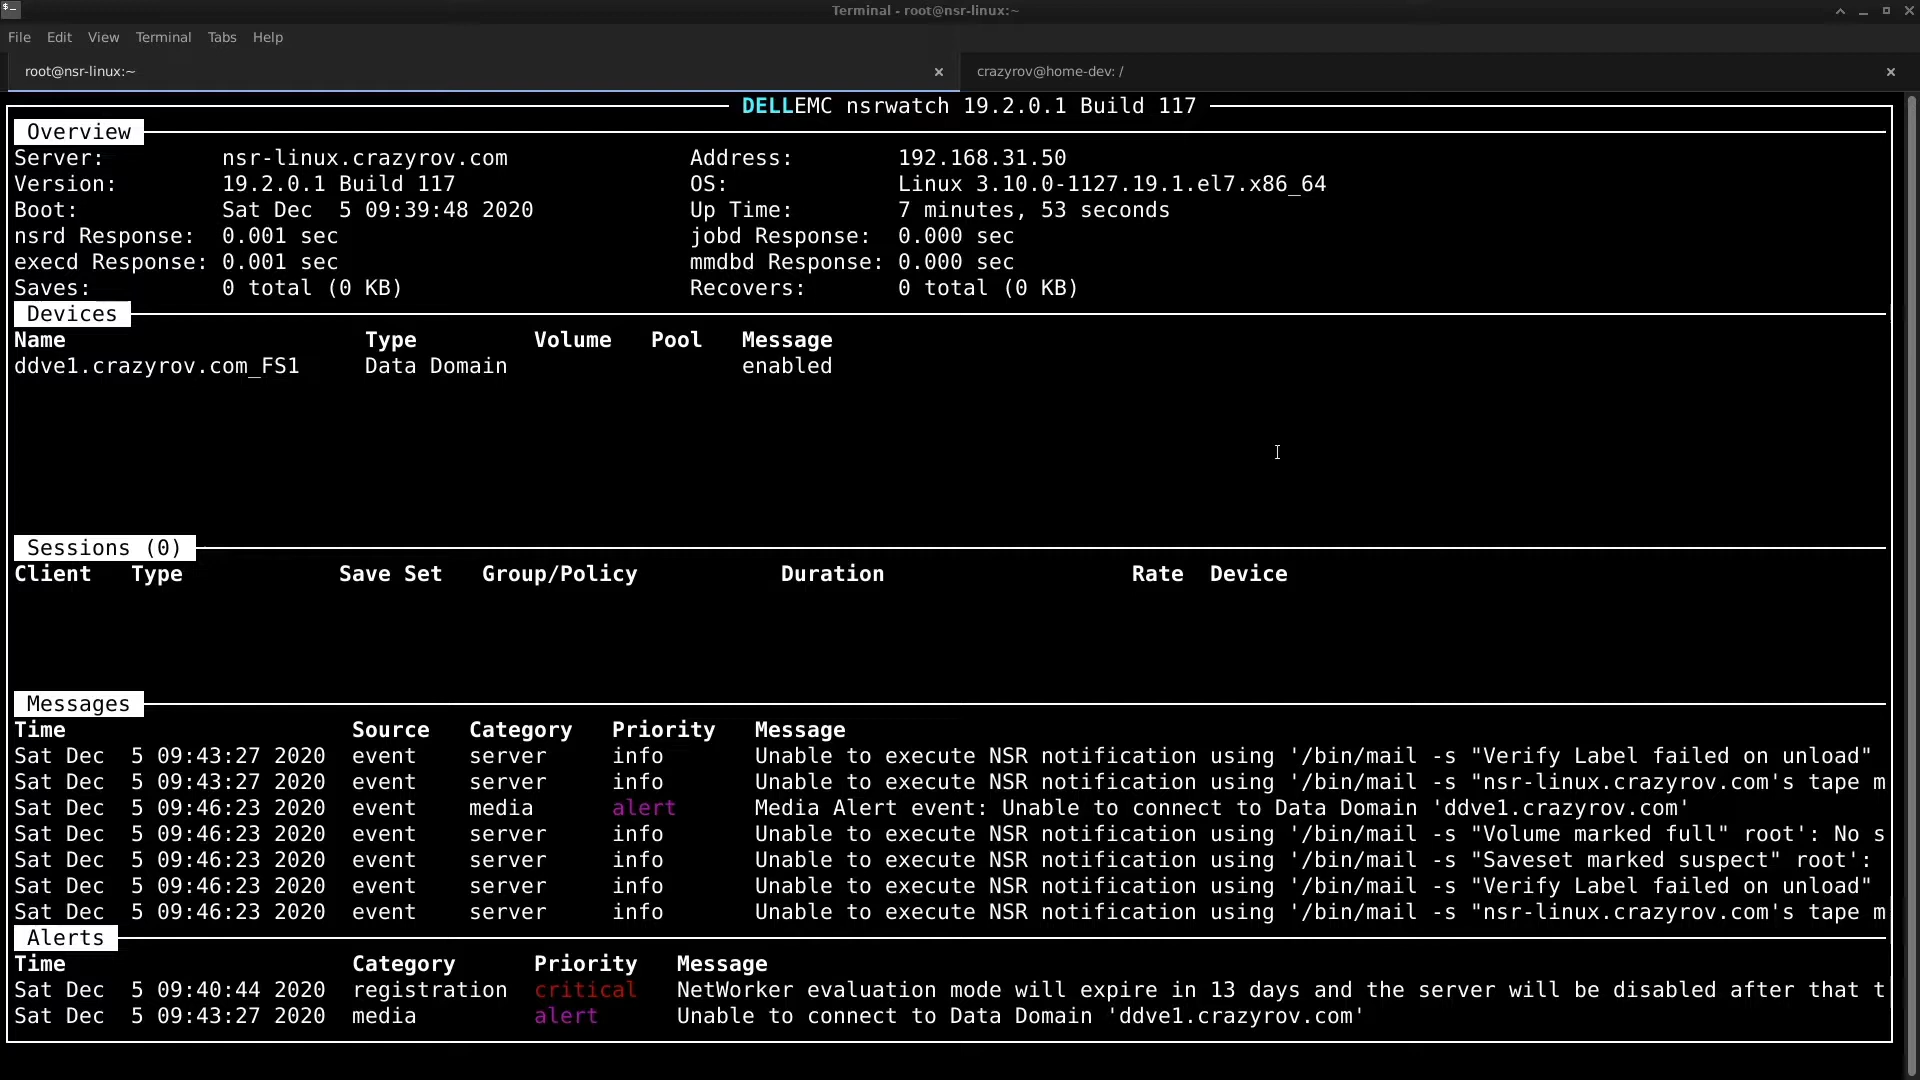 Terminal - root@nsr-linux:~
File Edit View Terminal Tabs Help
root@nsr-linux:~ crazyrov@home-dev: /
DELLEMC nsrwatch 19.2.0.1 Build 117
Overview
Server: nsr-linux.crazyrov.com Address: 192.168.31.50
Version: 19.2.0.1 Build 117 OS: Linux 3.10.0-1127.19.1.el7.x86_64
Boot: Sat Dec  5 09:39:48 2020 Up Time: 7 minutes, 53 seconds
nsrd Response: 0.001 sec jobd Response: 0.000 sec
execd Response: 0.001 sec mmdbd Response: 0.000 sec
Saves: 0 total (0 KB) Recovers: 0 total (0 KB)
Devices
Name Type Volume Pool Message
ddve1.crazyrov.com_FS1 Data Domain enabled
Sessions (0)
Client Type Save Set Group/Policy Duration Rate Device
Messages
Time Source Category Priority Message
Sat Dec  5 09:43:27 2020 event server info Unable to execute NSR notification using '/bin/mail -s "Verify Label failed on unload"
Sat Dec  5 09:43:27 2020 event server info Unable to execute NSR notification using '/bin/mail -s "nsr-linux.crazyrov.com's tape m
Sat Dec  5 09:46:23 2020 event media alert Media Alert event: Unable to connect to Data Domain 'ddve1.crazyrov.com'
Sat Dec  5 09:46:23 2020 event server info Unable to execute NSR notification using '/bin/mail -s "Volume marked full" root': No s
Sat Dec  5 09:46:23 2020 event server info Unable to execute NSR notification using '/bin/mail -s "Saveset marked suspect" root':
Sat Dec  5 09:46:23 2020 event server info Unable to execute NSR notification using '/bin/mail -s "Verify Label failed on unload"
Sat Dec  5 09:46:23 2020 event server info Unable to execute NSR notification using '/bin/mail -s "nsr-linux.crazyrov.com's tape m
Alerts
Time Category Priority Message
Sat Dec  5 09:40:44 2020 registration critical NetWorker evaluation mode will expire in 13 days and the server will be disabled after that t
Sat Dec  5 09:43:27 2020 media alert Unable to connect to Data Domain 'ddve1.crazyrov.com'